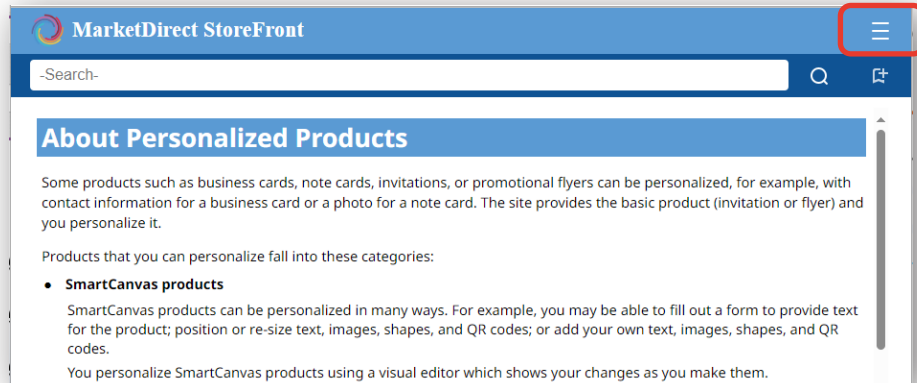 MarketDirect StoreFront
-Search-
About Personalized Products
Some products such as business cards, note cards, invitations, or promotional flyers can be personalized, for example, with
contact information for a business card or a photo for a note card. The site provides the basic product (invitation or flyer) and
you personalize it.
Products that you can personalize fall into these categories:
• SmartCanvas products
SmartCanvas products can be personalized in many ways. For example, you may be able to fill out a form to provide text
for the product; position or re-size text, images, shapes, and QR codes; or add your own text, images, shapes, and QR
codes.
You personalize SmartCanvas products using a visual editor which shows your changes as you make them.